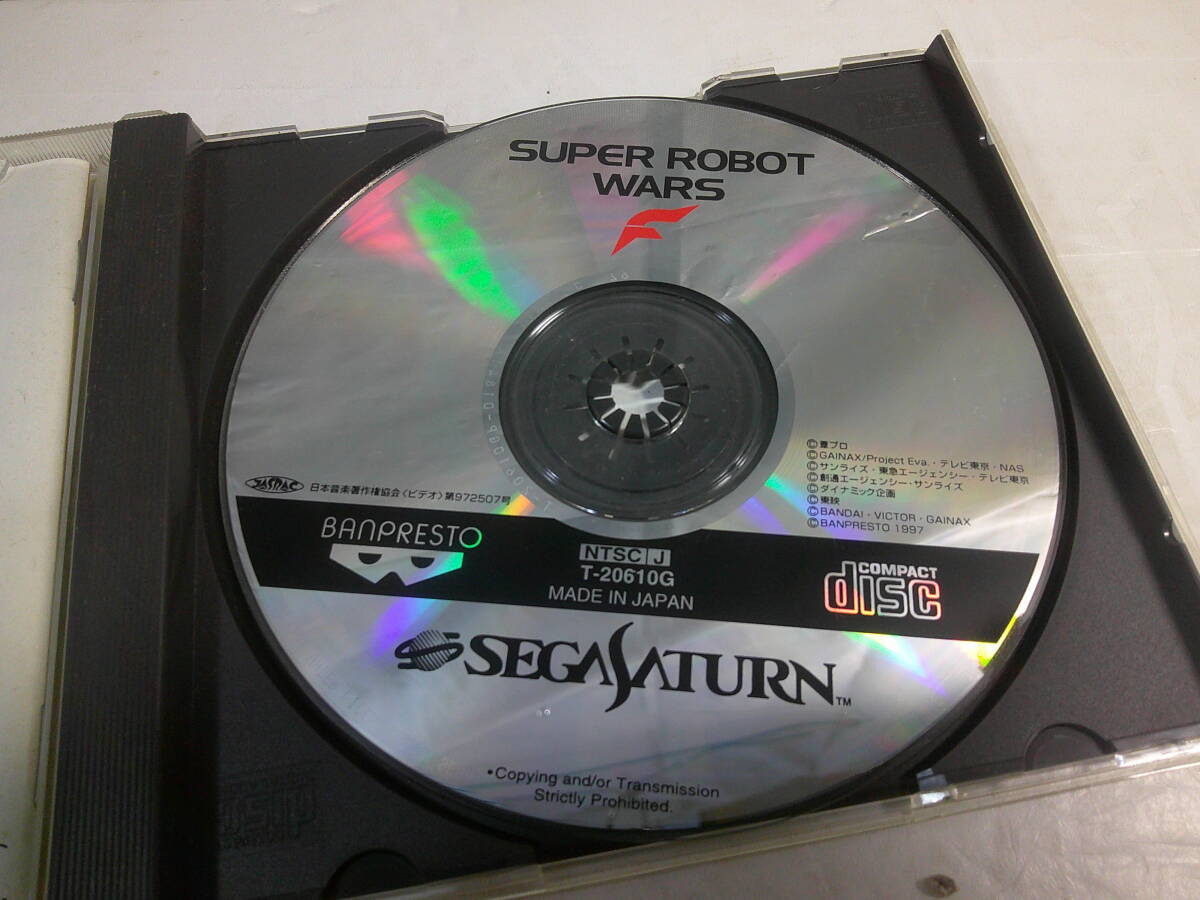 SUPER ROBOT
WARS
F
©葦プロ
©GAINAX/Project Eva.・テレビ東京・NAS
©サンライズ・東急エージェンシー・テレビ東京
©創通エージェンシー・サンライズ
©ダイナミック企画
©東映
©BANDAI・VICTOR・GAINAX
©BANPRESTO 1997
JASRAC
日本音楽著作権協会〈ビデオ〉第972507号
BANPRESTO
NTSC J
T-20610G
MADE IN JAPAN
COMPACT
disc
SEGA SATURN™
•Copying and/or Transmission
Strictly Prohibited.